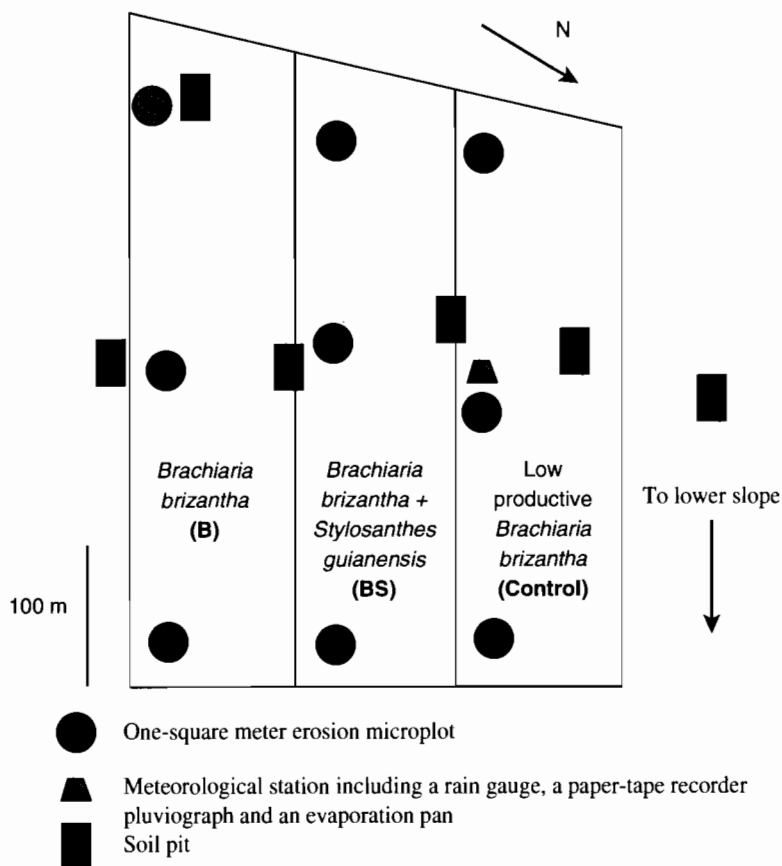 N
Brachiaria
brizantha
(B)
Brachiaria
brizantha +
Stylosanthes
guianensis
(BS)
Low
productive
Brachiaria
brizantha
(Control)
To lower slope
100 m
One-square meter erosion microplot
Meteorological station including a rain gauge, a paper-tape recorder
pluviograph and an evaporation pan
Soil pit